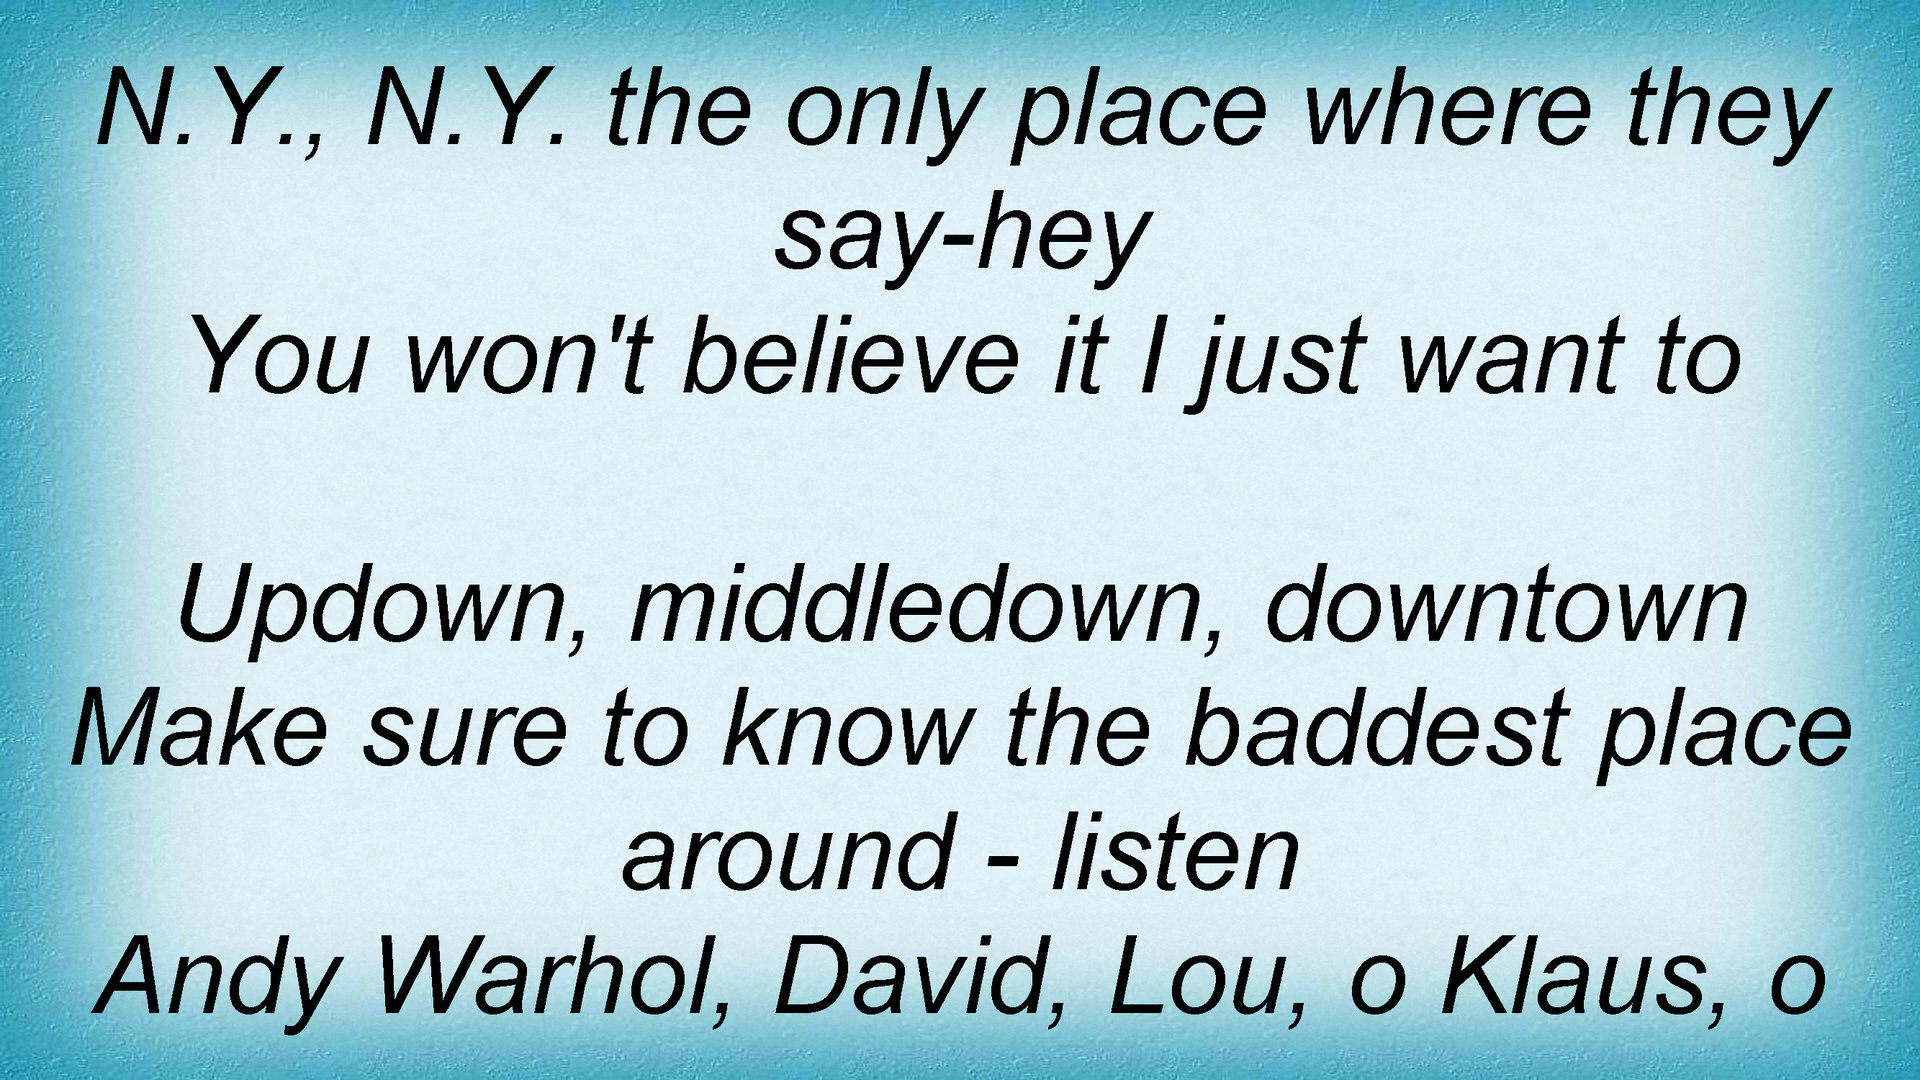 N.Y., N.Y. the only place where they
say-hey
You won't believe it I just want to
Updown, middledown, downtown
Make sure to know the baddest place
around - listen
Andy Warhol, David, Lou, o Klaus, o